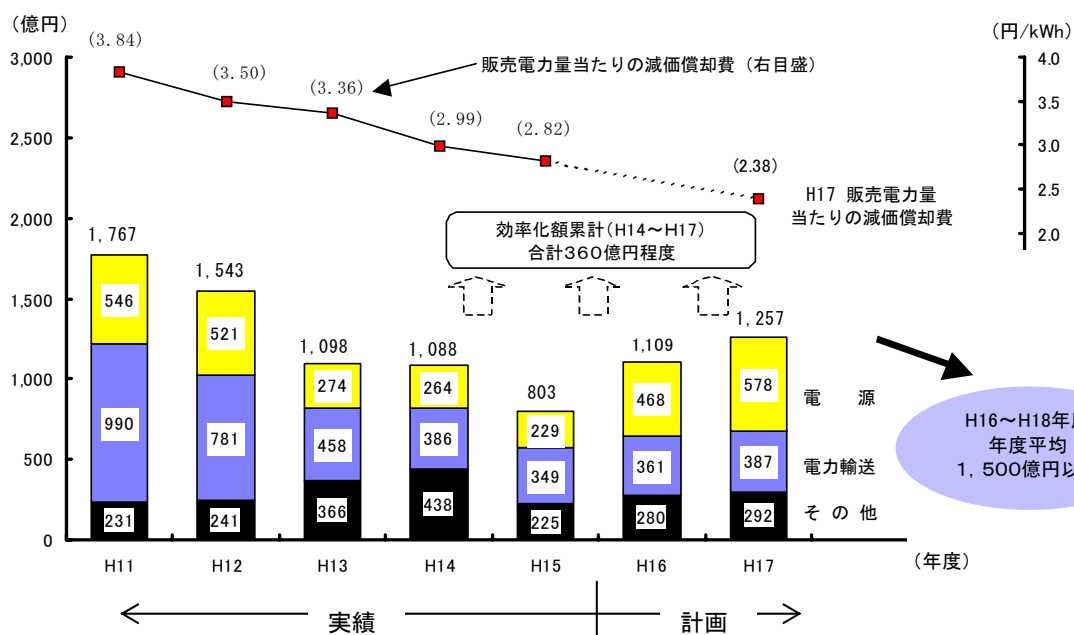 （億円）
（円/kWh）
(3.84)
(3.50)
(3.36)
(2.99)
(2.82)
(2.38)
販売電力量当たりの減価償却費（右目盛）
H17 販売電力量
当たりの減価償却費
3,000
2,500
2,000
1,500
1,000
500
0
4.0
3.5
3.0
2.5
2.0
効率化額累計(H14～H17)
合計360億円程度
1,767
1,543
1,098
1,088
803
1,109
1,257
546
521
274
264
229
468
578
990
781
458
386
349
361
387
231
241
366
438
225
280
292
電　源
電力輸送
その他
H16～H18年
年度平均
1,500億円以
H11
H12
H13
H14
H15
H16
H17
（年度）
実績
計画